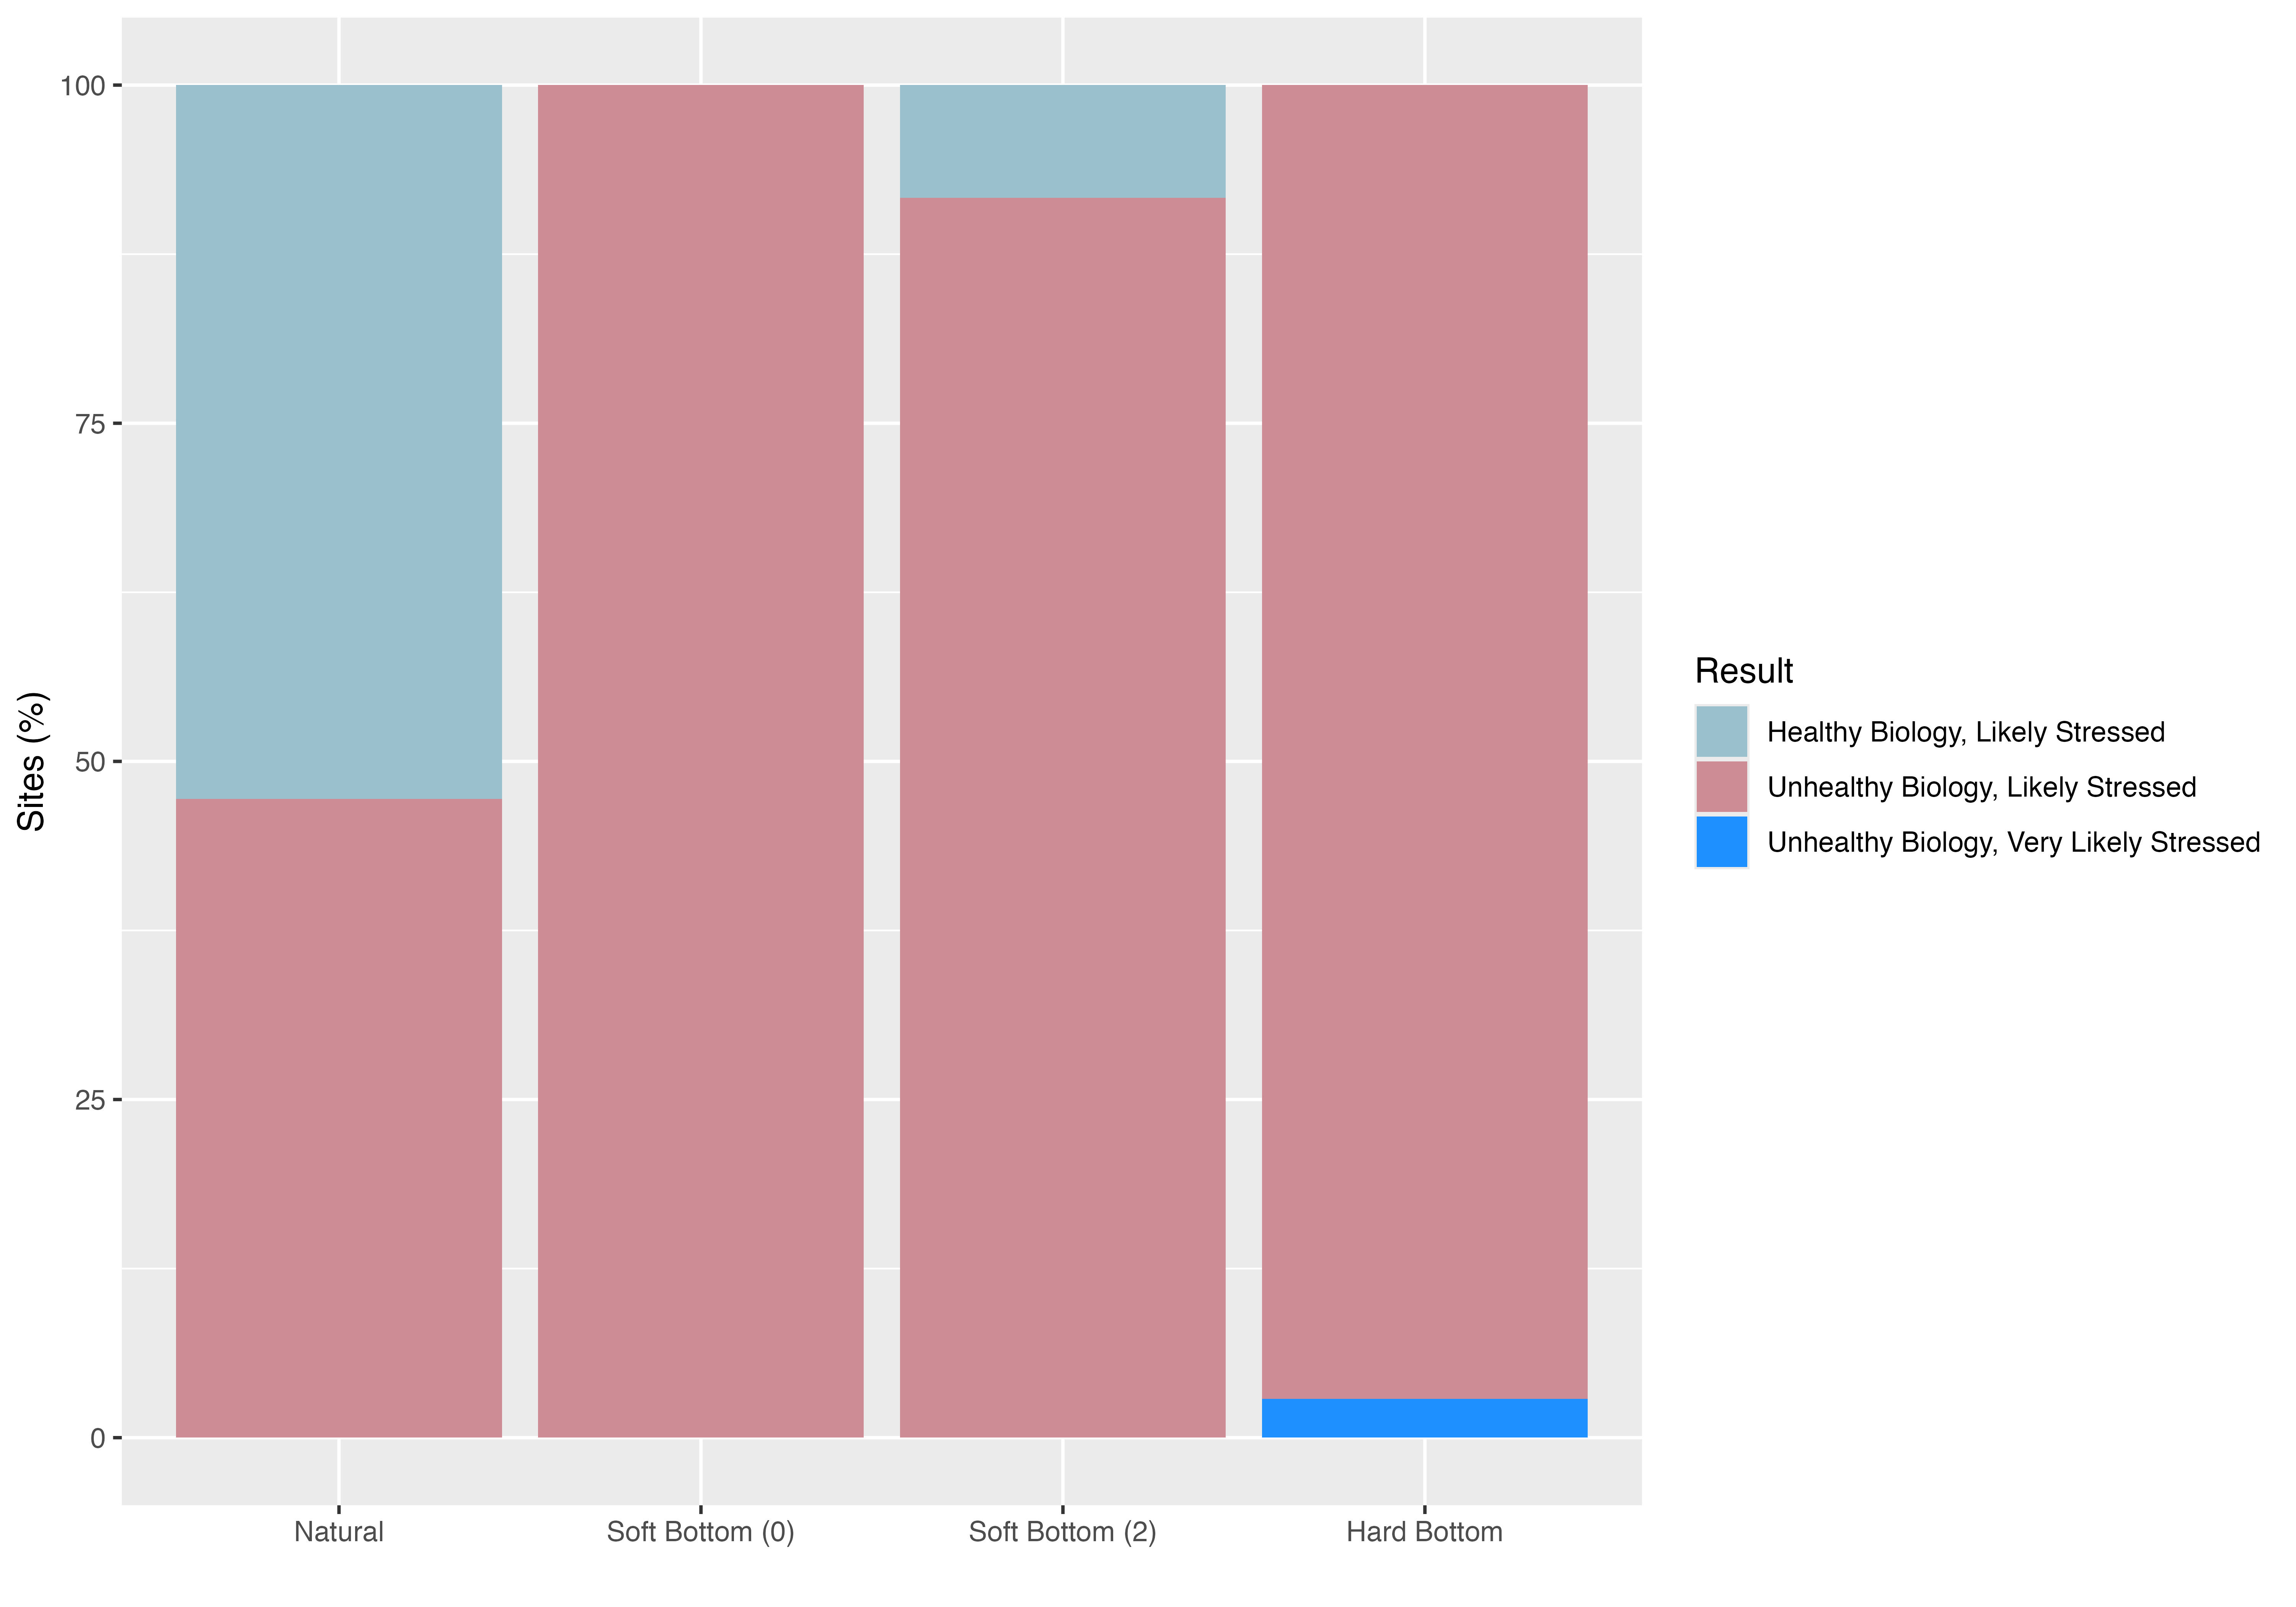 Sites (%)
100
75
50
25
0
Natural
Soft Bottom (0)
Soft Bottom (2)
Hard Bottom
Result
Healthy Biology, Likely Stressed
Unhealthy Biology, Likely Stressed
Unhealthy Biology, Very Likely Stressed